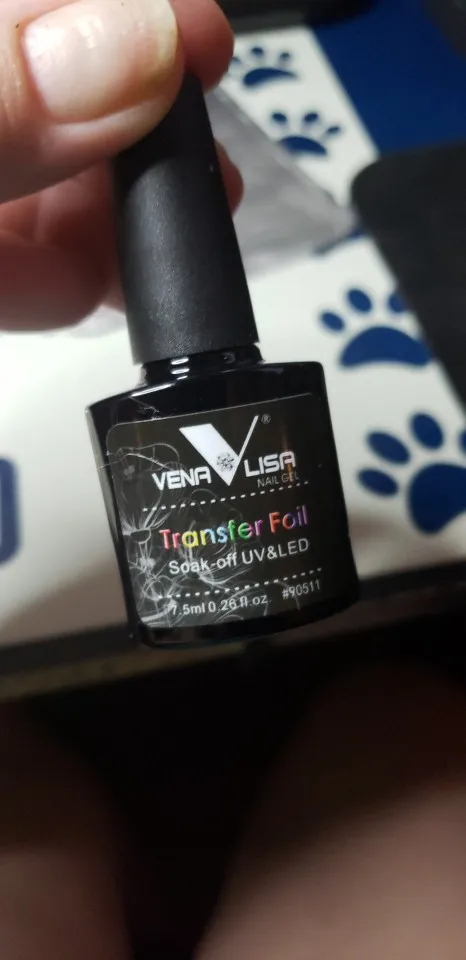 VENA LISA®
NAIL GEL
Transfer Foil
Soak-off UV&LED
7.5ml 0.26 fl.oz. #90511